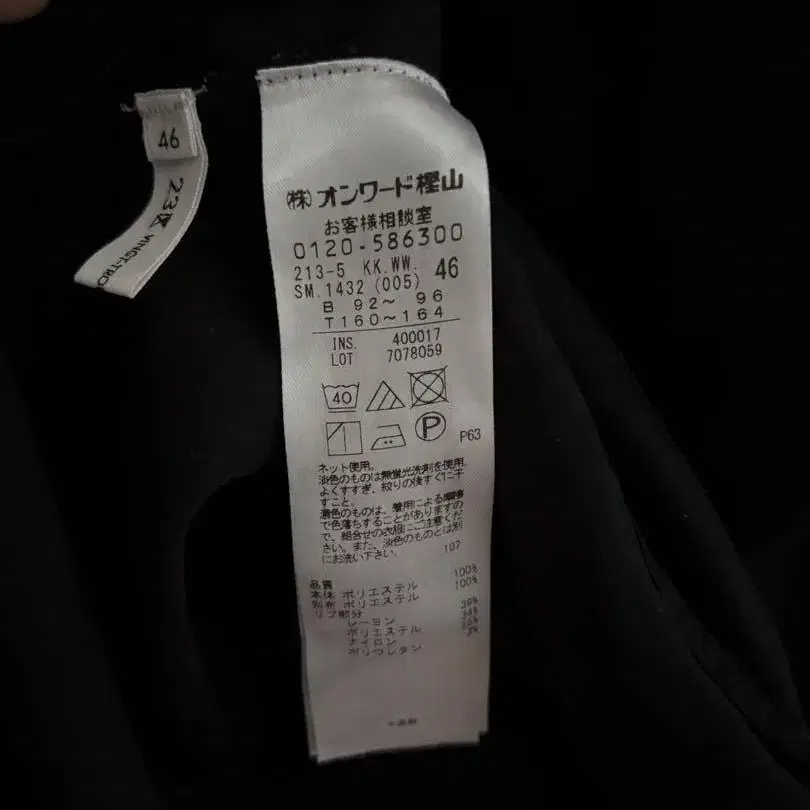 46
23区 VINGT-TRO
㈱オンワード樫山
お客様相談室
0120-586300
213-5 KK.WW. 46
SM.1432 (005)
B 92〜 96
T160〜164
INS. 400017
LOT 7078059
40
P
P63
ネット使用。
淡色のものは無蛍光洗剤を使用。
よくすすぎ、絞りの後すぐに干
すこと。
濃色のものは、着用による摩擦
で色落ちすることがありますの
で、組合せの衣服にご注意くだ
さい。また、淡色のものとは別
にお洗い下さい。 107
品質
本体 ポリエステル 100%
別布 ポリエステル 100%
リブ部分
レーヨン 39%
ポリエステル
ナイロン
ポリウレタン